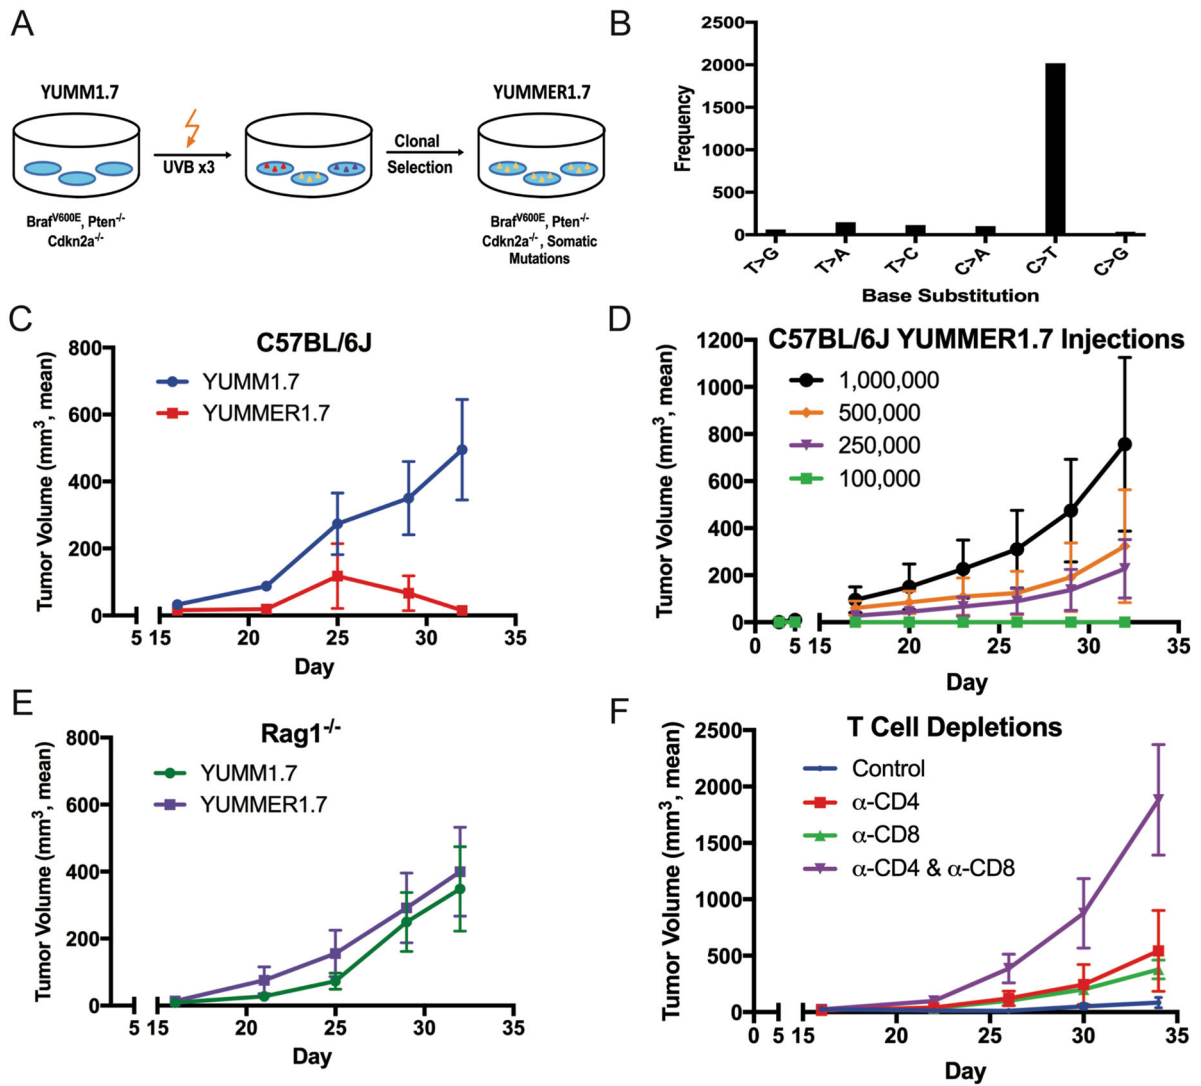 A
YUMM1.7
UVB x3
Clonal
Selection
YUMMER1.7
Braf^V600E, Pten^-/-
Cdkn2a^-/-
Braf^V600E, Pten^-/-
Cdkn2a^-/-, Somatic
Mutations
B
Frequency
2500
2000
1500
1000
500
0
T>G
T>A
T>C
C>A
C>T
C>G
Base Substitution
C
C57BL/6J
Tumor Volume (mm³, mean)
800
600
400
200
0
YUMM1.7
YUMMER1.7
5 15 20 25 30 35
Day
D
C57BL/6J YUMMER1.7 Injections
Tumor Volume (mm³, mean)
1200
1000
800
600
400
200
0
1,000,000
500,000
250,000
100,000
0 5 15 20 25 30 35
Day
E
Rag1^-/-
Tumor Volume (mm³, mean)
800
600
400
200
0
YUMM1.7
YUMMER1.7
5 15 20 25 30 35
Day
F
T Cell Depletions
Tumor Volume (mm³, mean)
2500
2000
1500
1000
500
0
Control
α-CD4
α-CD8
α-CD4 & α-CD8
0 5 15 20 25 30 35
Day